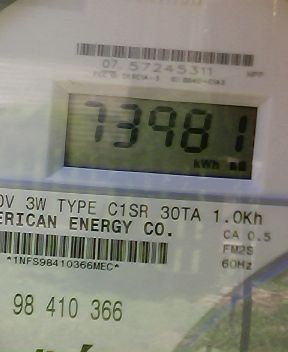 07 57245311 MPP
73981
kWh
0V 3W TYPE C1SR 30TA 1.0Kh
ERICAN ENERGY CO.
CA 0.5
FM2S
*1NFS98410366MEC*
60Hz
98 410 366